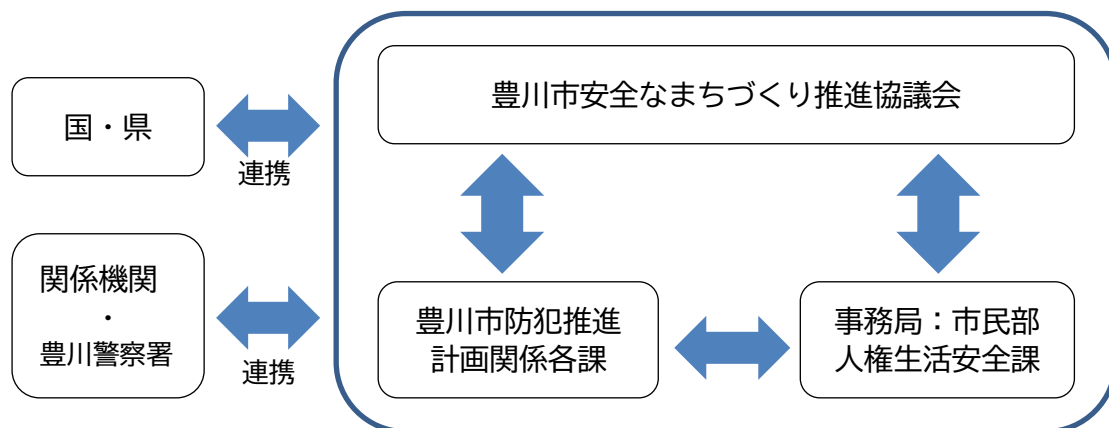 豊川市安全なまちづくり推進協議会
国・県
連携
関係機関
・
豊川警察署
連携
豊川市防犯推進
計画関係各課
事務局：市民部
人権生活安全課